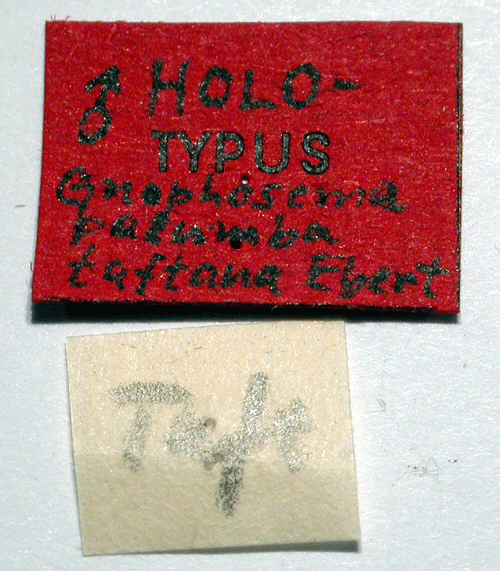 ♂ HOLO-
TYPUS
Gnophosema
palumba
taftana Ebert
Taft